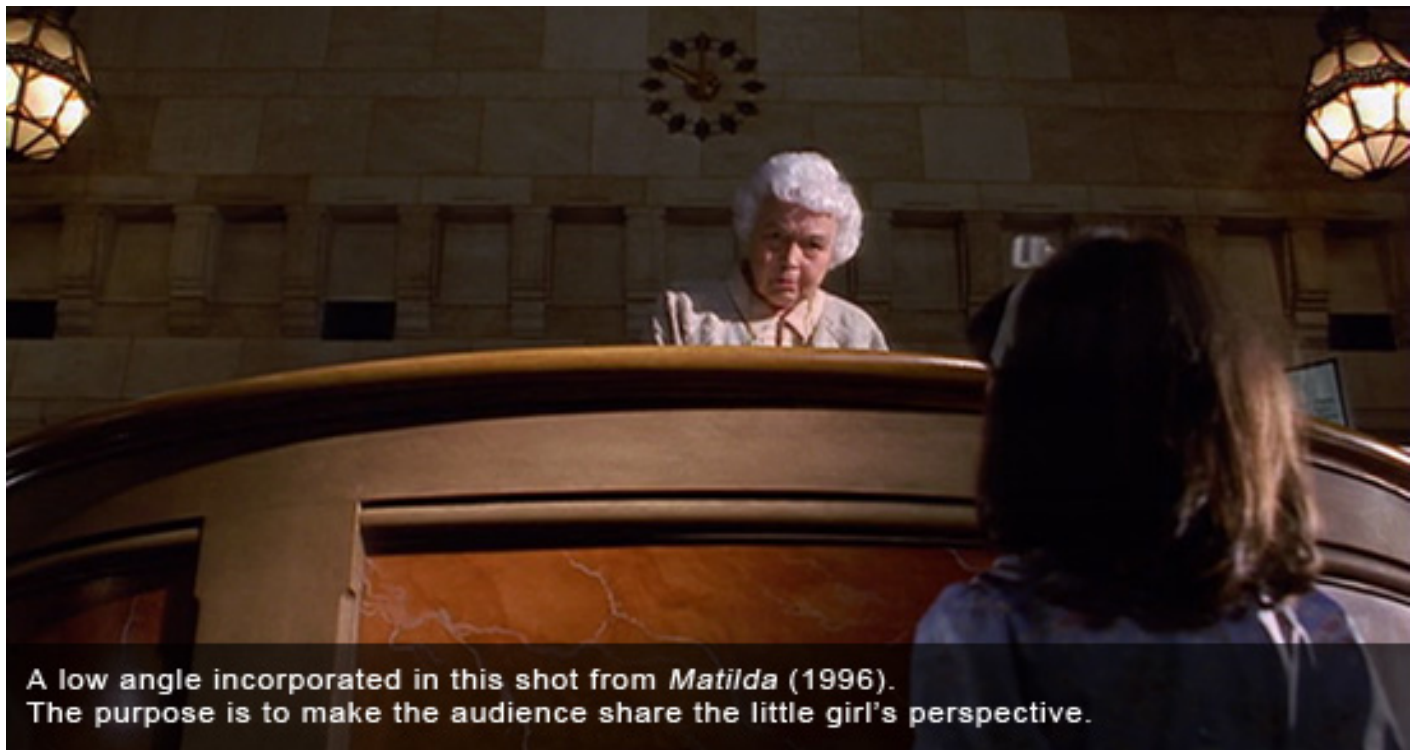 A low angle incorporated in this shot from Matilda (1996).
The purpose is to make the audience share the little girl's perspective.